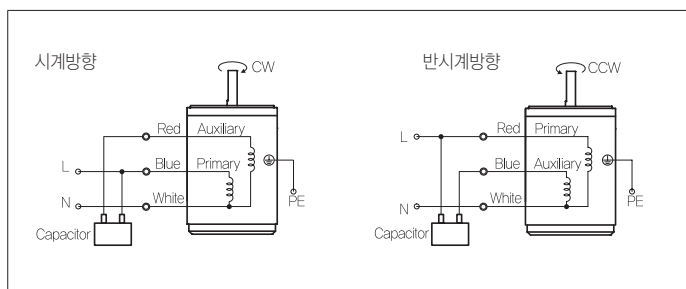 시계방향
CW
Red Auxiliary
L Blue Primary
N White
PE
Capacitor
반시계방향
CCW
Red Primary
L
Blue Auxiliary
N White
PE
Capacitor